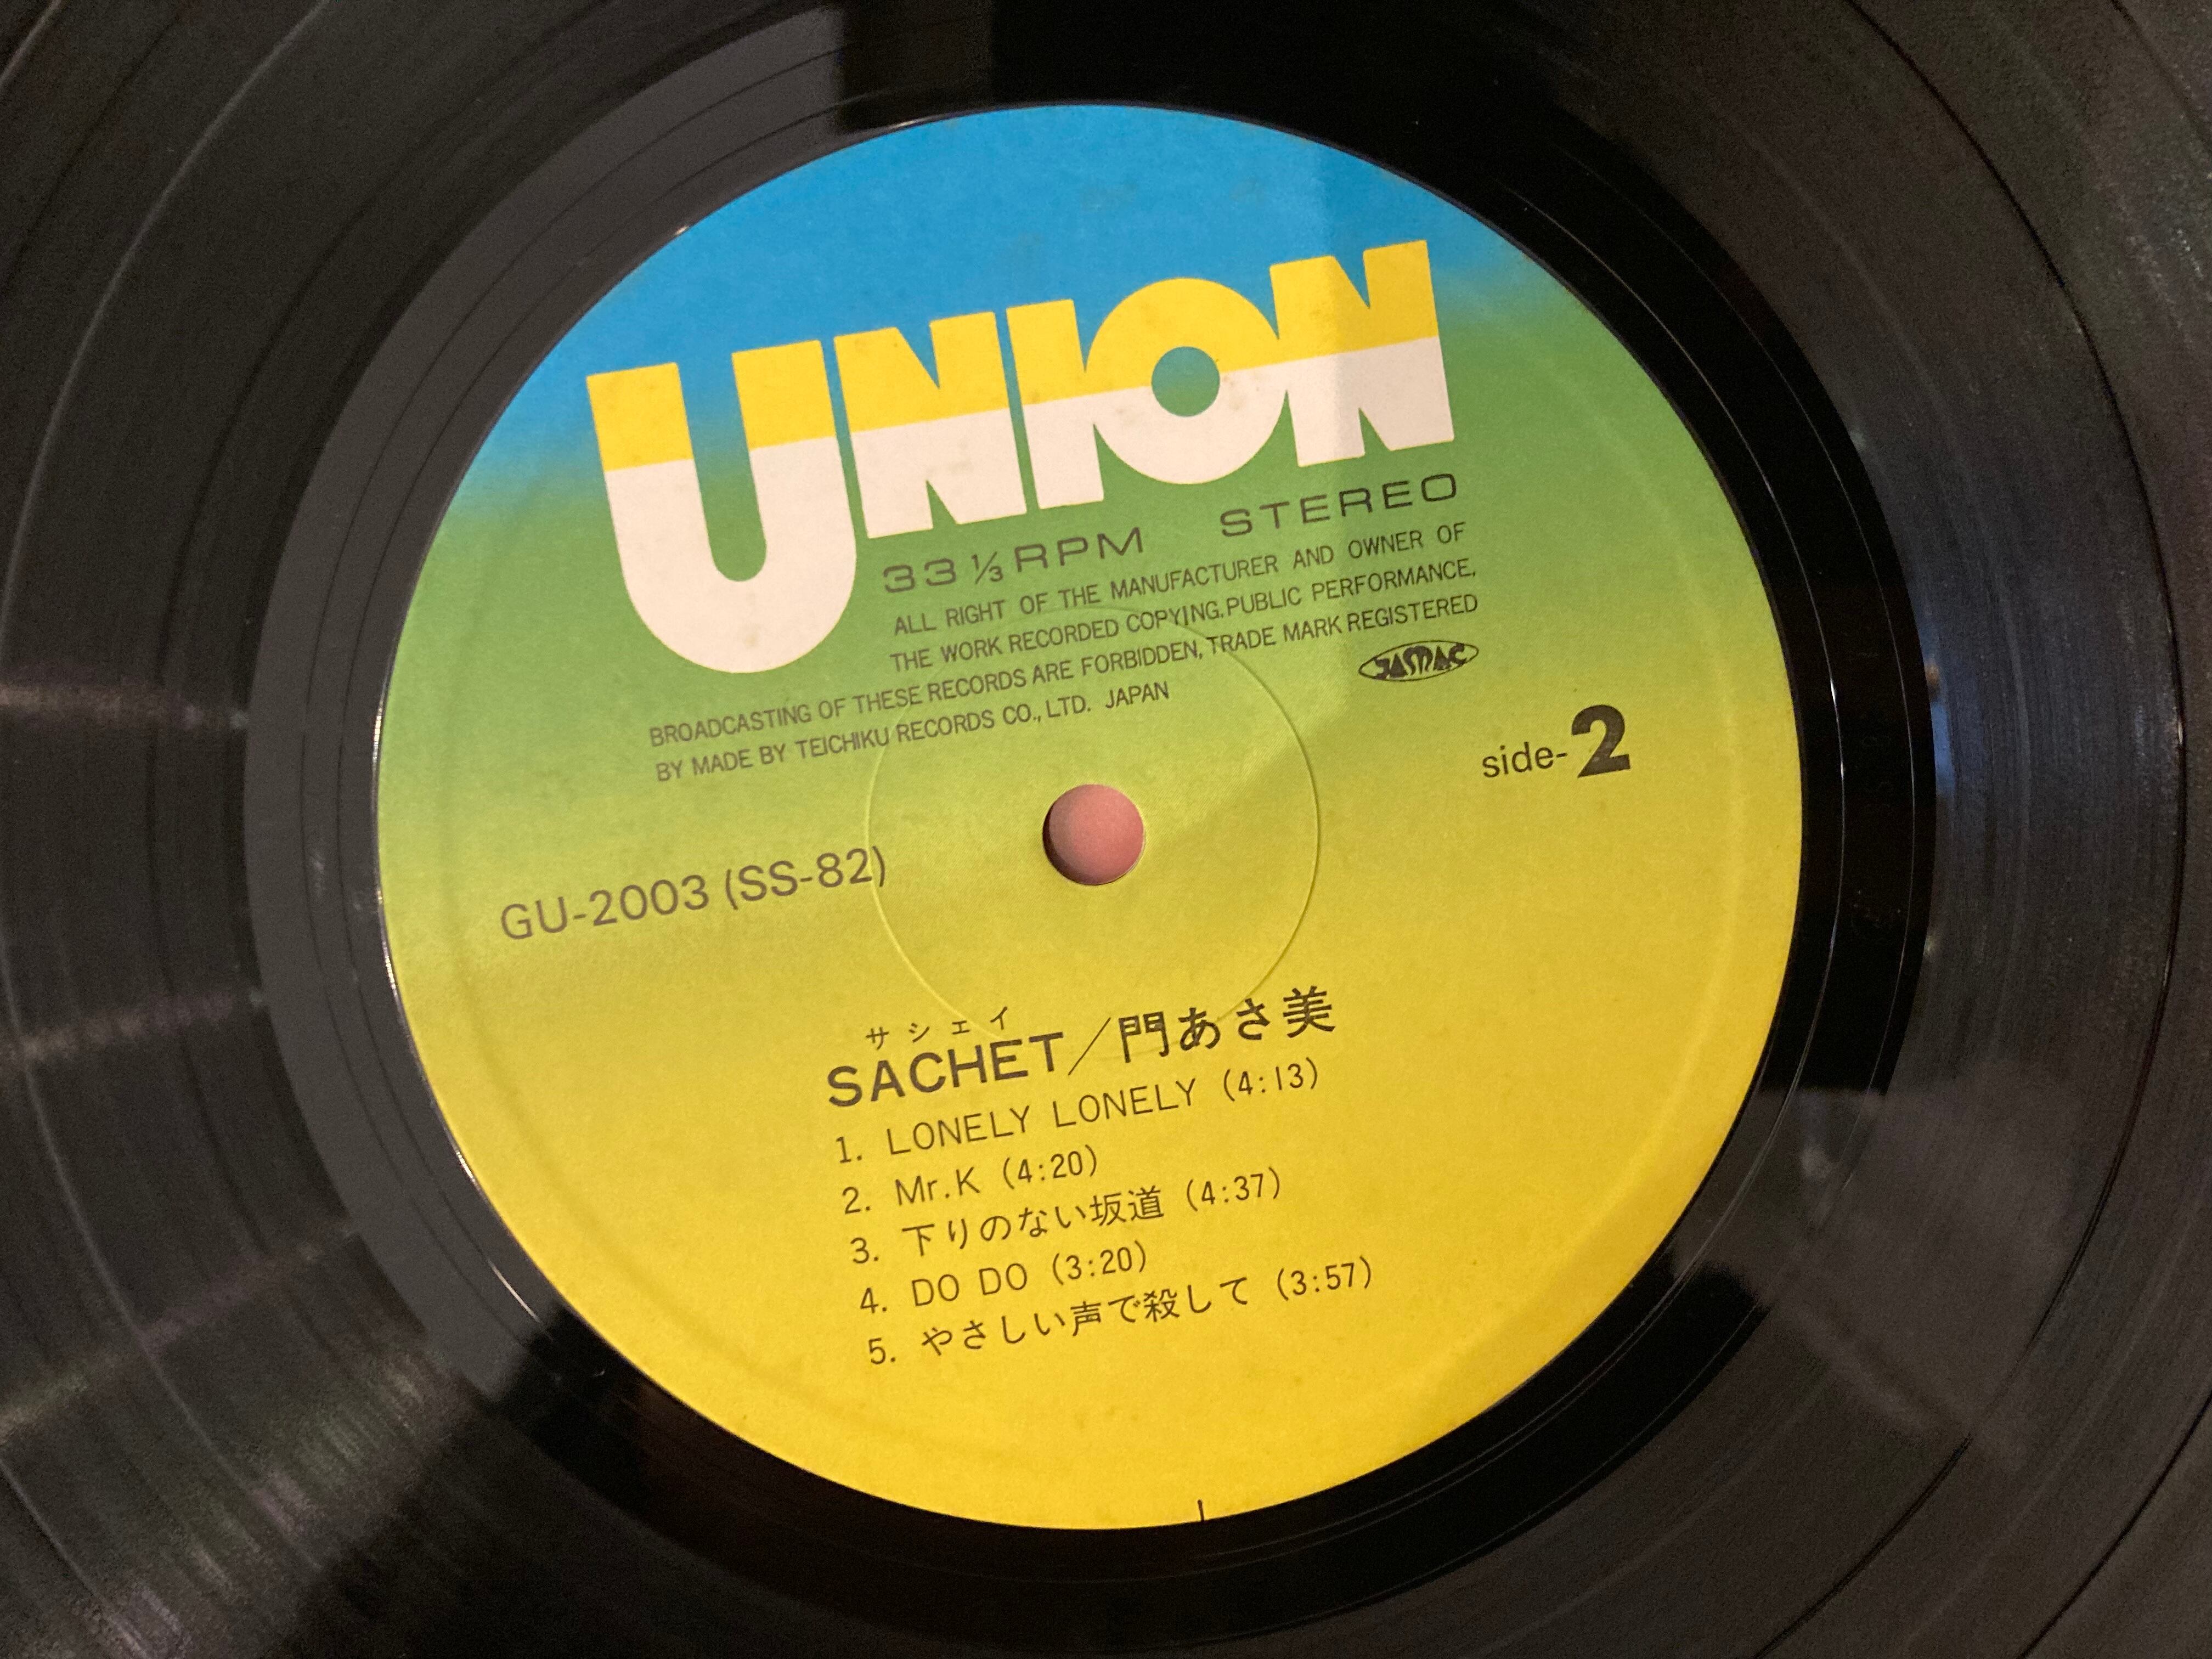 UNION
33⅓RPM STEREO
ALL RIGHT OF THE MANUFACTURER AND OWNER OF
THE WORK RECORDED COPYING.PUBLIC PERFORMANCE,
BROADCASTING OF THESE RECORDS ARE FORBIDDEN, TRADE MARK REGISTERED
BY MADE BY TEICHIKU RECORDS CO., LTD. JAPAN
JASRAC
side-2
GU-2003 (SS-82)
サシェイ
SACHET／門あさ美
1. LONELY LONELY (4:13)
2. Mr.K (4:20)
3. 下りのない坂道 (4:37)
4. DO DO (3:20)
5. やさしい声で殺して (3:57)